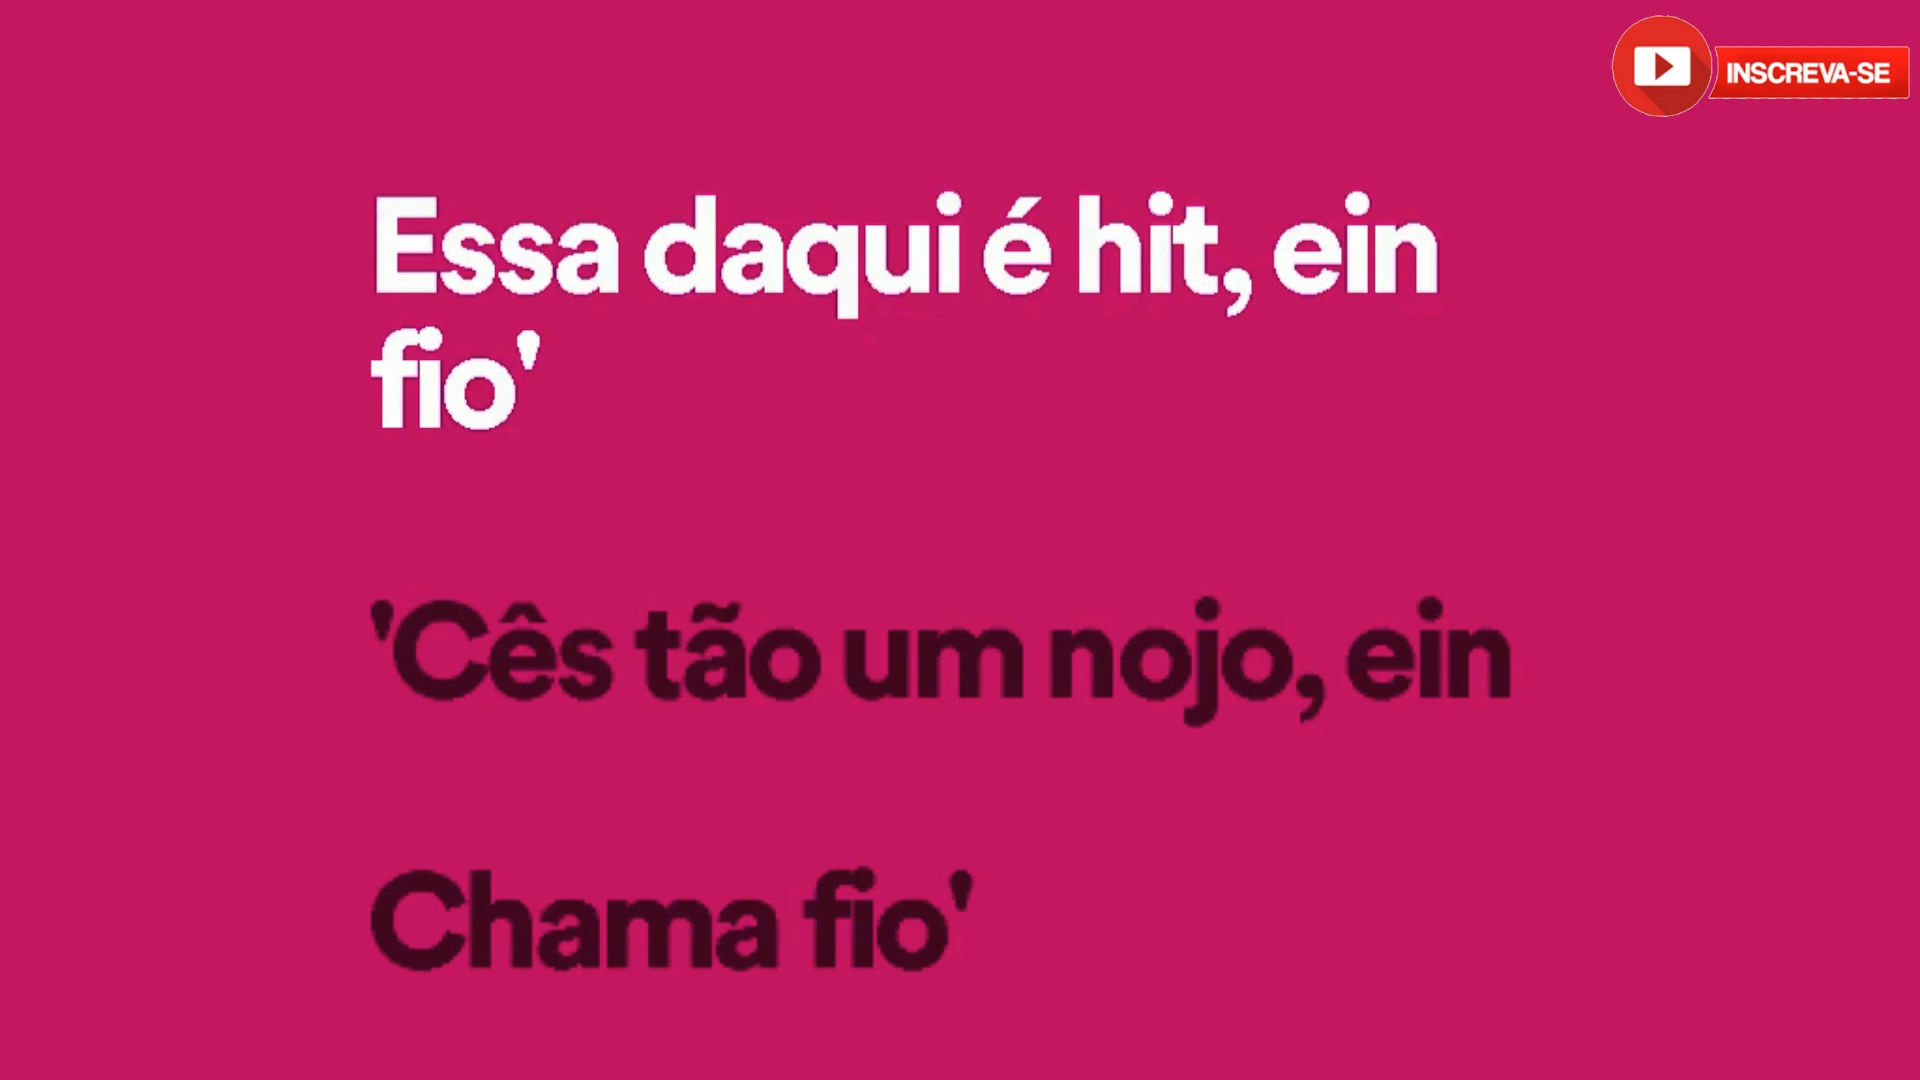 INSCREVA-SE
Essa daqui é hit, ein
fio'
'Cês tão um nojo, ein
Chama fio'